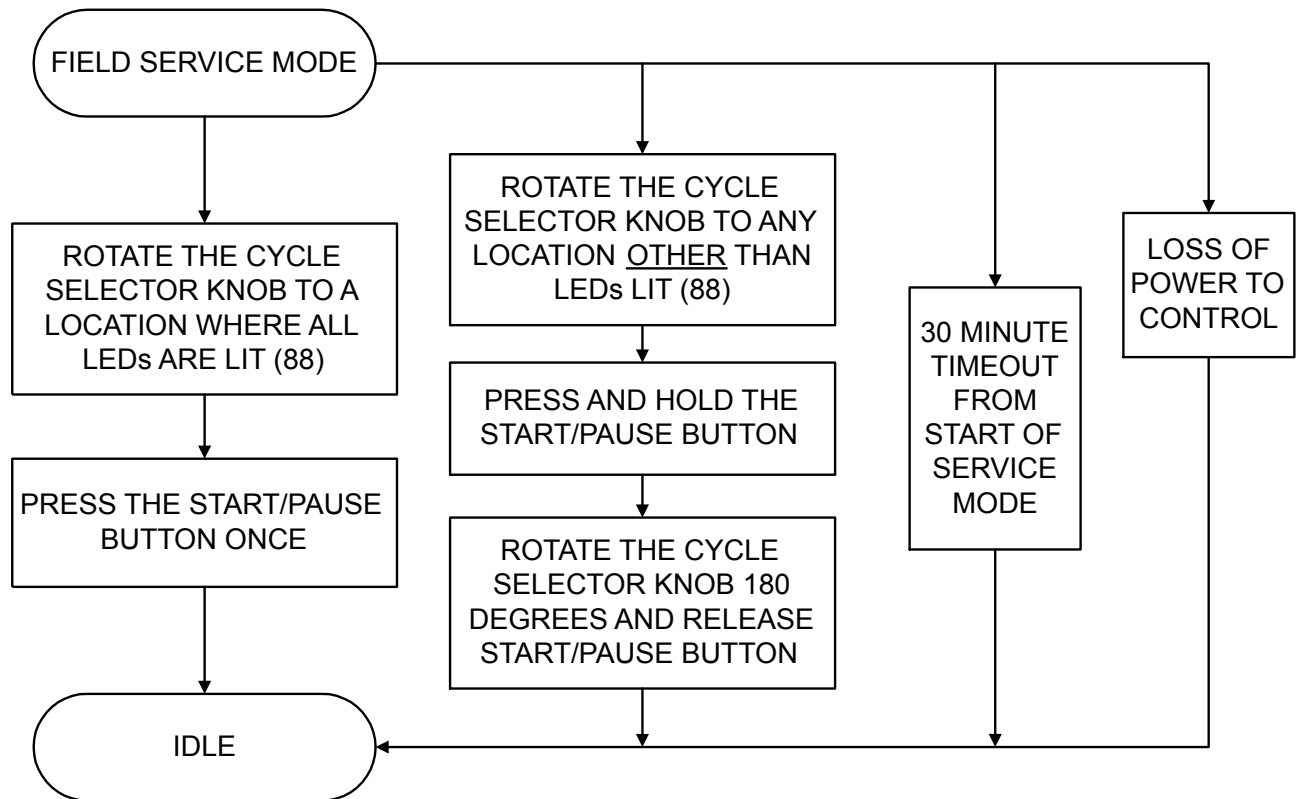 FIELD SERVICE MODE
ROTATE THE CYCLE
SELECTOR KNOB TO A
LOCATION WHERE ALL
LEDs ARE LIT (88)
PRESS THE START/PAUSE
BUTTON ONCE
ROTATE THE CYCLE
SELECTOR KNOB TO ANY
LOCATION OTHER THAN
LEDs LIT (88)
PRESS AND HOLD THE
START/PAUSE BUTTON
ROTATE THE CYCLE
SELECTOR KNOB 180
DEGREES AND RELEASE
START/PAUSE BUTTON
30 MINUTE
TIMEOUT
FROM
START OF
SERVICE
MODE
LOSS OF
POWER TO
CONTROL
IDLE